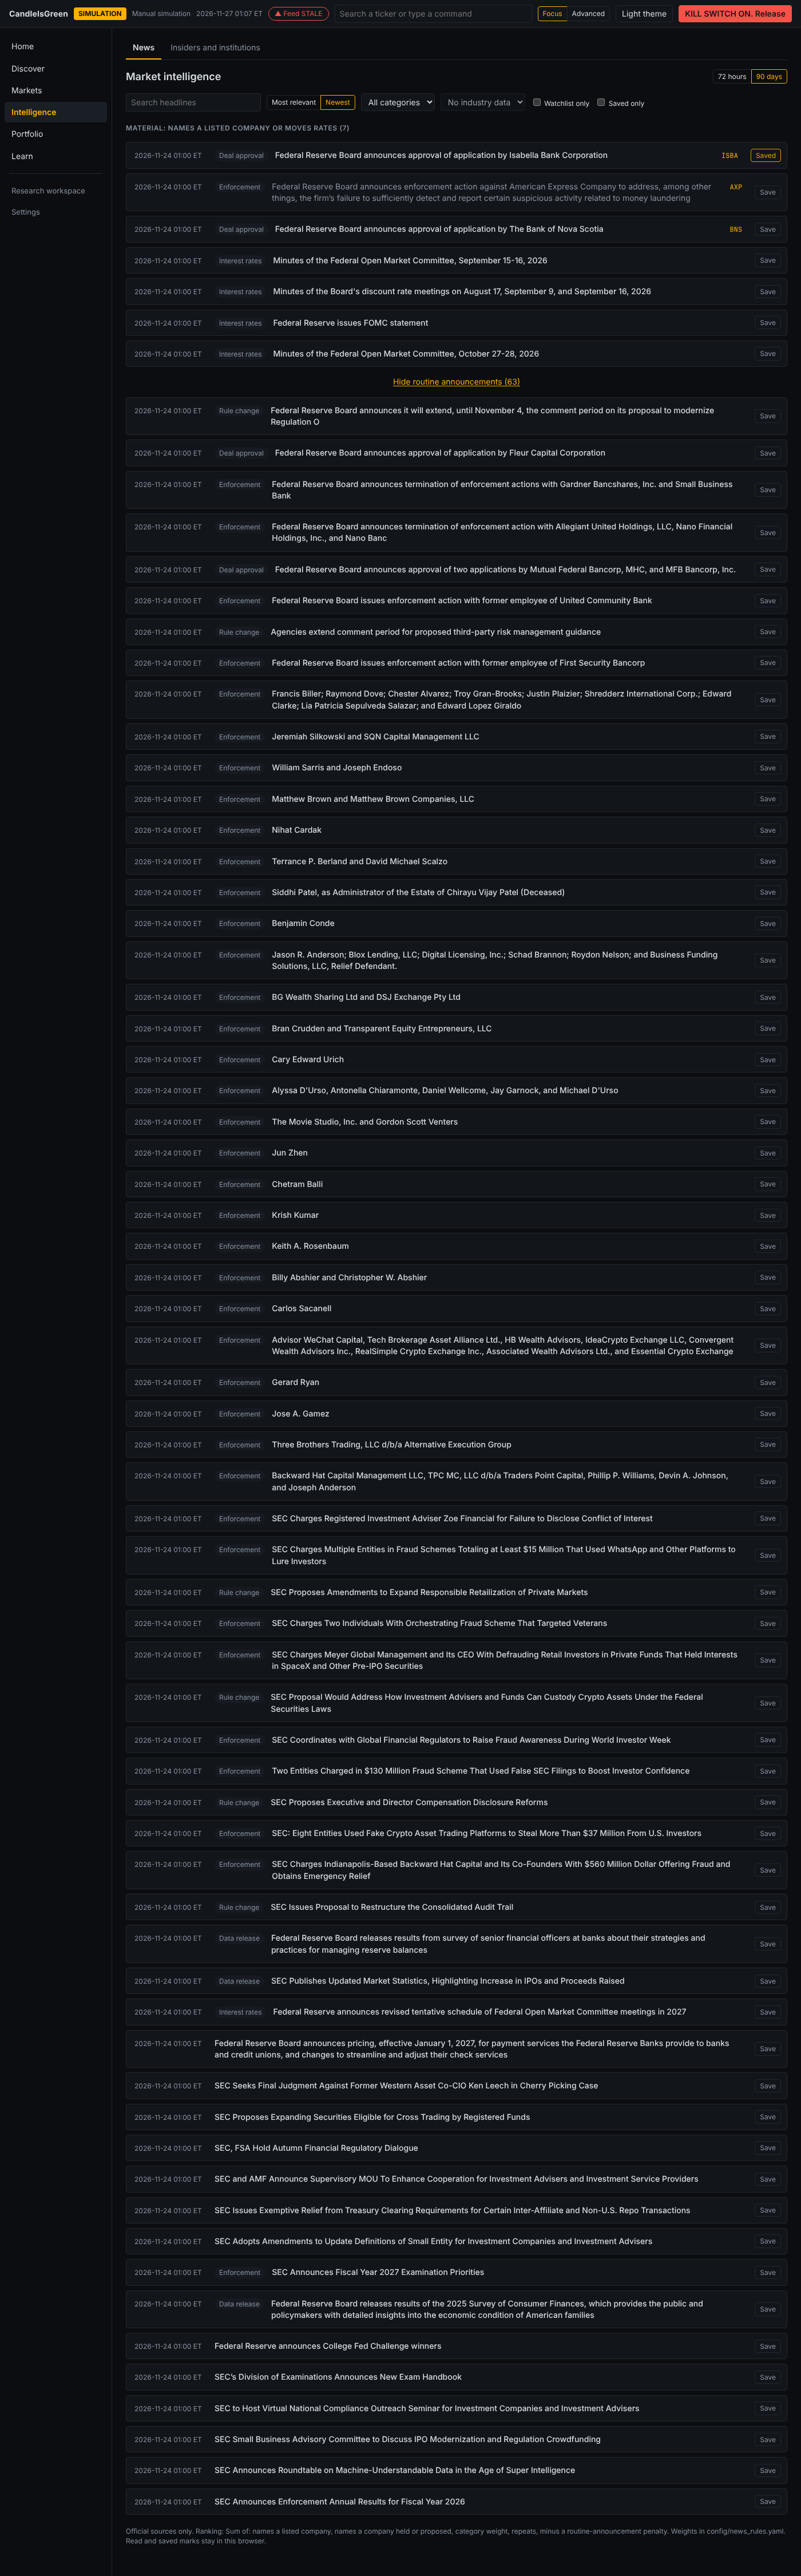 CandleIsGreen SIMULATION Manual simulation 2026-11-27 01:07 ET ▲ Feed STALE Search a ticker or type a command Focus Advanced Light theme KILL SWITCH ON. Release
Home
Discover
Markets
Intelligence
Portfolio
Learn
Research workspace
Settings
News Insiders and institutions
Market intelligence 72 hours 90 days
Search headlines Most relevant Newest All categories No industry data Watchlist only Saved only
MATERIAL: NAMES A LISTED COMPANY OR MOVES RATES (7)
2026-11-24 01:00 ET Deal approval Federal Reserve Board announces approval of application by Isabella Bank Corporation ISBA Saved
2026-11-24 01:00 ET Enforcement Federal Reserve Board announces enforcement action against American Express Company to address, among other AXP Save
things, the firm's failure to sufficiently detect and report certain suspicious activity related to money laundering
2026-11-24 01:00 ET Deal approval Federal Reserve Board announces approval of application by The Bank of Nova Scotia BNS Save
2026-11-24 01:00 ET Interest rates Minutes of the Federal Open Market Committee, September 15-16, 2026 Save
2026-11-24 01:00 ET Interest rates Minutes of the Board's discount rate meetings on August 17, September 9, and September 16, 2026 Save
2026-11-24 01:00 ET Interest rates Federal Reserve issues FOMC statement Save
2026-11-24 01:00 ET Interest rates Minutes of the Federal Open Market Committee, October 27-28, 2026 Save
Hide routine announcements (63)
2026-11-24 01:00 ET Rule change Federal Reserve Board announces it will extend, until November 4, the comment period on its proposal to modernize Save
Regulation O
2026-11-24 01:00 ET Deal approval Federal Reserve Board announces approval of application by Fleur Capital Corporation Save
2026-11-24 01:00 ET Enforcement Federal Reserve Board announces termination of enforcement actions with Gardner Bancshares, Inc. and Small Business Save
Bank
2026-11-24 01:00 ET Enforcement Federal Reserve Board announces termination of enforcement action with Allegiant United Holdings, LLC, Nano Financial Save
Holdings, Inc., and Nano Banc
2026-11-24 01:00 ET Deal approval Federal Reserve Board announces approval of two applications by Mutual Federal Bancorp, MHC, and MFB Bancorp, Inc. Save
2026-11-24 01:00 ET Enforcement Federal Reserve Board issues enforcement action with former employee of United Community Bank Save
2026-11-24 01:00 ET Rule change Agencies extend comment period for proposed third-party risk management guidance Save
2026-11-24 01:00 ET Enforcement Federal Reserve Board issues enforcement action with former employee of First Security Bancorp Save
2026-11-24 01:00 ET Enforcement Francis Biller; Raymond Dove; Chester Alvarez; Troy Gran-Brooks; Justin Plaizier; Shredderz International Corp.; Edward Save
Clarke; Lia Patricia Sepulveda Salazar; and Edward Lopez Giraldo
2026-11-24 01:00 ET Enforcement Jeremiah Silkowski and SQN Capital Management LLC Save
2026-11-24 01:00 ET Enforcement William Sarris and Joseph Endoso Save
2026-11-24 01:00 ET Enforcement Matthew Brown and Matthew Brown Companies, LLC Save
2026-11-24 01:00 ET Enforcement Nihat Cardak Save
2026-11-24 01:00 ET Enforcement Terrance P. Berland and David Michael Scalzo Save
2026-11-24 01:00 ET Enforcement Siddhi Patel, as Administrator of the Estate of Chirayu Vijay Patel (Deceased) Save
2026-11-24 01:00 ET Enforcement Benjamin Conde Save
2026-11-24 01:00 ET Enforcement Jason R. Anderson; Blox Lending, LLC; Digital Licensing, Inc.; Schad Brannon; Roydon Nelson; and Business Funding Save
Solutions, LLC, Relief Defendant.
2026-11-24 01:00 ET Enforcement BG Wealth Sharing Ltd and DSJ Exchange Pty Ltd Save
2026-11-24 01:00 ET Enforcement Bran Crudden and Transparent Equity Entrepreneurs, LLC Save
2026-11-24 01:00 ET Enforcement Cary Edward Urich Save
2026-11-24 01:00 ET Enforcement Alyssa D'Urso, Antonella Chiaramonte, Daniel Wellcome, Jay Garnock, and Michael D'Urso Save
2026-11-24 01:00 ET Enforcement The Movie Studio, Inc. and Gordon Scott Venters Save
2026-11-24 01:00 ET Enforcement Jun Zhen Save
2026-11-24 01:00 ET Enforcement Chetram Balli Save
2026-11-24 01:00 ET Enforcement Krish Kumar Save
2026-11-24 01:00 ET Enforcement Keith A. Rosenbaum Save
2026-11-24 01:00 ET Enforcement Billy Abshier and Christopher W. Abshier Save
2026-11-24 01:00 ET Enforcement Carlos Sacanell Save
2026-11-24 01:00 ET Enforcement Advisor WeChat Capital, Tech Brokerage Asset Alliance Ltd., HB Wealth Advisors, IdeaCrypto Exchange LLC, Convergent Save
Wealth Advisors Inc., RealSimple Crypto Exchange Inc., Associated Wealth Advisors Ltd., and Essential Crypto Exchange
2026-11-24 01:00 ET Enforcement Gerard Ryan Save
2026-11-24 01:00 ET Enforcement Jose A. Gamez Save
2026-11-24 01:00 ET Enforcement Three Brothers Trading, LLC d/b/a Alternative Execution Group Save
2026-11-24 01:00 ET Enforcement Backward Hat Capital Management LLC, TPC MC, LLC d/b/a Traders Point Capital, Phillip P. Williams, Devin A. Johnson, Save
and Joseph Anderson
2026-11-24 01:00 ET Enforcement SEC Charges Registered Investment Adviser Zoe Financial for Failure to Disclose Conflict of Interest Save
2026-11-24 01:00 ET Enforcement SEC Charges Multiple Entities in Fraud Schemes Totaling at Least $15 Million That Used WhatsApp and Other Platforms to Save
Lure Investors
2026-11-24 01:00 ET Rule change SEC Proposes Amendments to Expand Responsible Retailization of Private Markets Save
2026-11-24 01:00 ET Enforcement SEC Charges Two Individuals With Orchestrating Fraud Scheme That Targeted Veterans Save
2026-11-24 01:00 ET Enforcement SEC Charges Meyer Global Management and Its CEO With Defrauding Retail Investors in Private Funds That Held Interests Save
in SpaceX and Other Pre-IPO Securities
2026-11-24 01:00 ET Rule change SEC Proposal Would Address How Investment Advisers and Funds Can Custody Crypto Assets Under the Federal Save
Securities Laws
2026-11-24 01:00 ET Enforcement SEC Coordinates with Global Financial Regulators to Raise Fraud Awareness During World Investor Week Save
2026-11-24 01:00 ET Enforcement Two Entities Charged in $130 Million Fraud Scheme That Used False SEC Filings to Boost Investor Confidence Save
2026-11-24 01:00 ET Rule change SEC Proposes Executive and Director Compensation Disclosure Reforms Save
2026-11-24 01:00 ET Enforcement SEC: Eight Entities Used Fake Crypto Asset Trading Platforms to Steal More Than $37 Million From U.S. Investors Save
2026-11-24 01:00 ET Enforcement SEC Charges Indianapolis-Based Backward Hat Capital and Its Co-Founders With $560 Million Dollar Offering Fraud and Save
Obtains Emergency Relief
2026-11-24 01:00 ET Rule change SEC Issues Proposal to Restructure the Consolidated Audit Trail Save
2026-11-24 01:00 ET Data release Federal Reserve Board releases results from survey of senior financial officers at banks about their strategies and Save
practices for managing reserve balances
2026-11-24 01:00 ET Data release SEC Publishes Updated Market Statistics, Highlighting Increase in IPOs and Proceeds Raised Save
2026-11-24 01:00 ET Interest rates Federal Reserve announces revised tentative schedule of Federal Open Market Committee meetings in 2027 Save
2026-11-24 01:00 ET Federal Reserve Board announces pricing, effective January 1, 2027, for payment services the Federal Reserve Banks provide to banks Save
and credit unions, and changes to streamline and adjust their check services
2026-11-24 01:00 ET SEC Seeks Final Judgment Against Former Western Asset Co-CIO Ken Leech in Cherry Picking Case Save
2026-11-24 01:00 ET SEC Proposes Expanding Securities Eligible for Cross Trading by Registered Funds Save
2026-11-24 01:00 ET SEC, FSA Hold Autumn Financial Regulatory Dialogue Save
2026-11-24 01:00 ET SEC and AMF Announce Supervisory MOU To Enhance Cooperation for Investment Advisers and Investment Service Providers Save
2026-11-24 01:00 ET SEC Issues Exemptive Relief from Treasury Clearing Requirements for Certain Inter-Affiliate and Non-U.S. Repo Transactions Save
2026-11-24 01:00 ET SEC Adopts Amendments to Update Definitions of Small Entity for Investment Companies and Investment Advisers Save
2026-11-24 01:00 ET Enforcement SEC Announces Fiscal Year 2027 Examination Priorities Save
2026-11-24 01:00 ET Data release Federal Reserve Board releases results of the 2025 Survey of Consumer Finances, which provides the public and Save
policymakers with detailed insights into the economic condition of American families
2026-11-24 01:00 ET Federal Reserve announces College Fed Challenge winners Save
2026-11-24 01:00 ET SEC's Division of Examinations Announces New Exam Handbook Save
2026-11-24 01:00 ET SEC to Host Virtual National Compliance Outreach Seminar for Investment Companies and Investment Advisers Save
2026-11-24 01:00 ET SEC Small Business Advisory Committee to Discuss IPO Modernization and Regulation Crowdfunding Save
2026-11-24 01:00 ET SEC Announces Roundtable on Machine-Understandable Data in the Age of Super Intelligence Save
2026-11-24 01:00 ET SEC Announces Enforcement Annual Results for Fiscal Year 2026 Save
Official sources only. Ranking: Sum of: names a listed company, names a company held or proposed, category weight, repeats, minus a routine-announcement penalty. Weights in config/news_rules.yaml.
Read and saved marks stay in this browser.